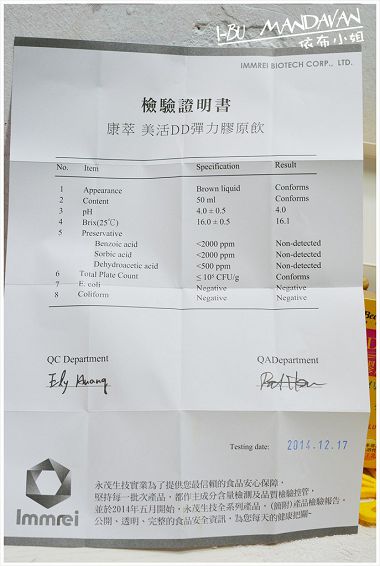 I-BU MANDAVAN
依布小姐
IMMREI BIOTECH CORP., LTD.
檢驗證明書
康萃 美活DD彈力膠原飲
No. Item Specification Result
1 Appearance Brown liquid Conforms
2 Content 50 ml Conforms
3 pH 4.0 ± 0.5 4.0
4 Brix(25℃) 16.0 ± 0.5 16.1
5 Preservative
Benzoic acid <2000 ppm Non-detected
Sorbic acid <2000 ppm Non-detected
Dehydroacetic acid <500 ppm Non-detected
6 Total Plate Count Conforms
7 E. coli Negative Negative
8 Coliform Negative Negative
QC Department QADepartment
Testing date: 2014.12.17
永茂生技實業為了提供您最信賴的食品安心保障,
堅持每一批次產品，都作主成分含量檢測及品質檢驗控管，
並於2014年五月開始，永茂生技全系列產品，(隨附)產品檢驗報告，
公開、透明、完整的食品安全資訊，為您每天的健康把關~
Immrei